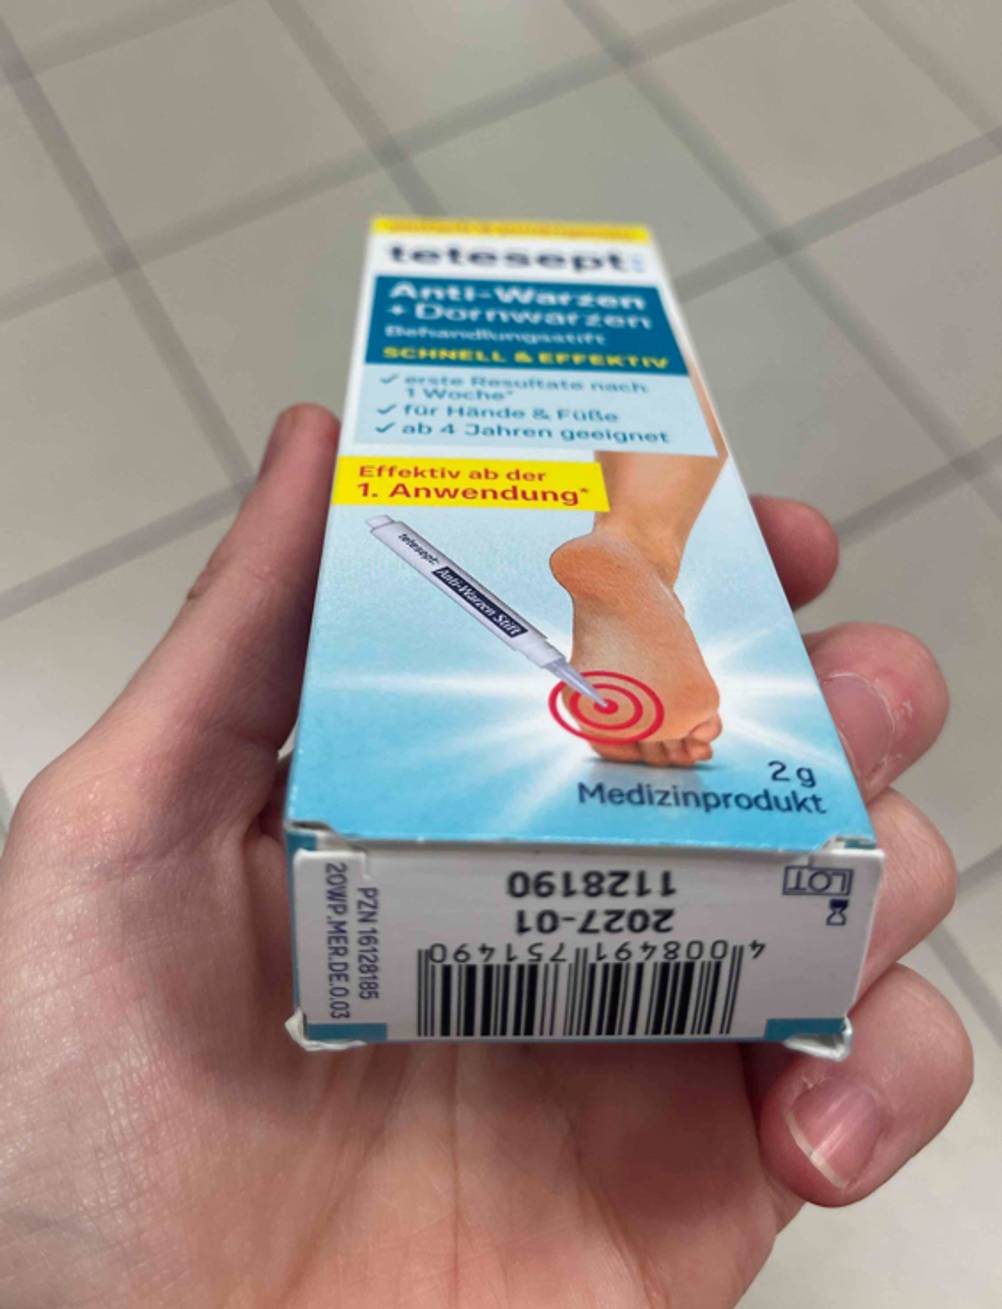 tetesept:
Anti-Warzen
+ Dornwarzen
Behandlungsstift
SCHNELL & EFFEKTIV
✓ erste Resultate nach
1 Woche*
✓ für Hände & Füße
✓ ab 4 Jahren geeignet
Effektiv ab der
1. Anwendung*
tetesept: Anti-Warzen Stift
2 g
Medizinprodukt
LOT
1128190
2027-01
4 008491 751490
PZN 16128185
20WP.MER.DE.0.03